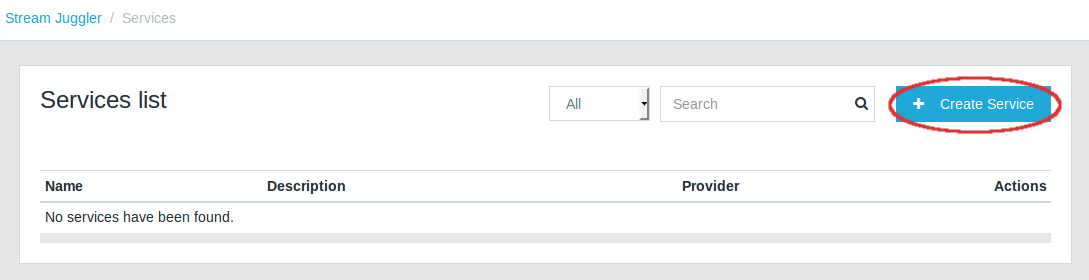 Stream Juggler / Services
Services list
All
Search
Create Service
Name Description Provider Actions
No services have been found.